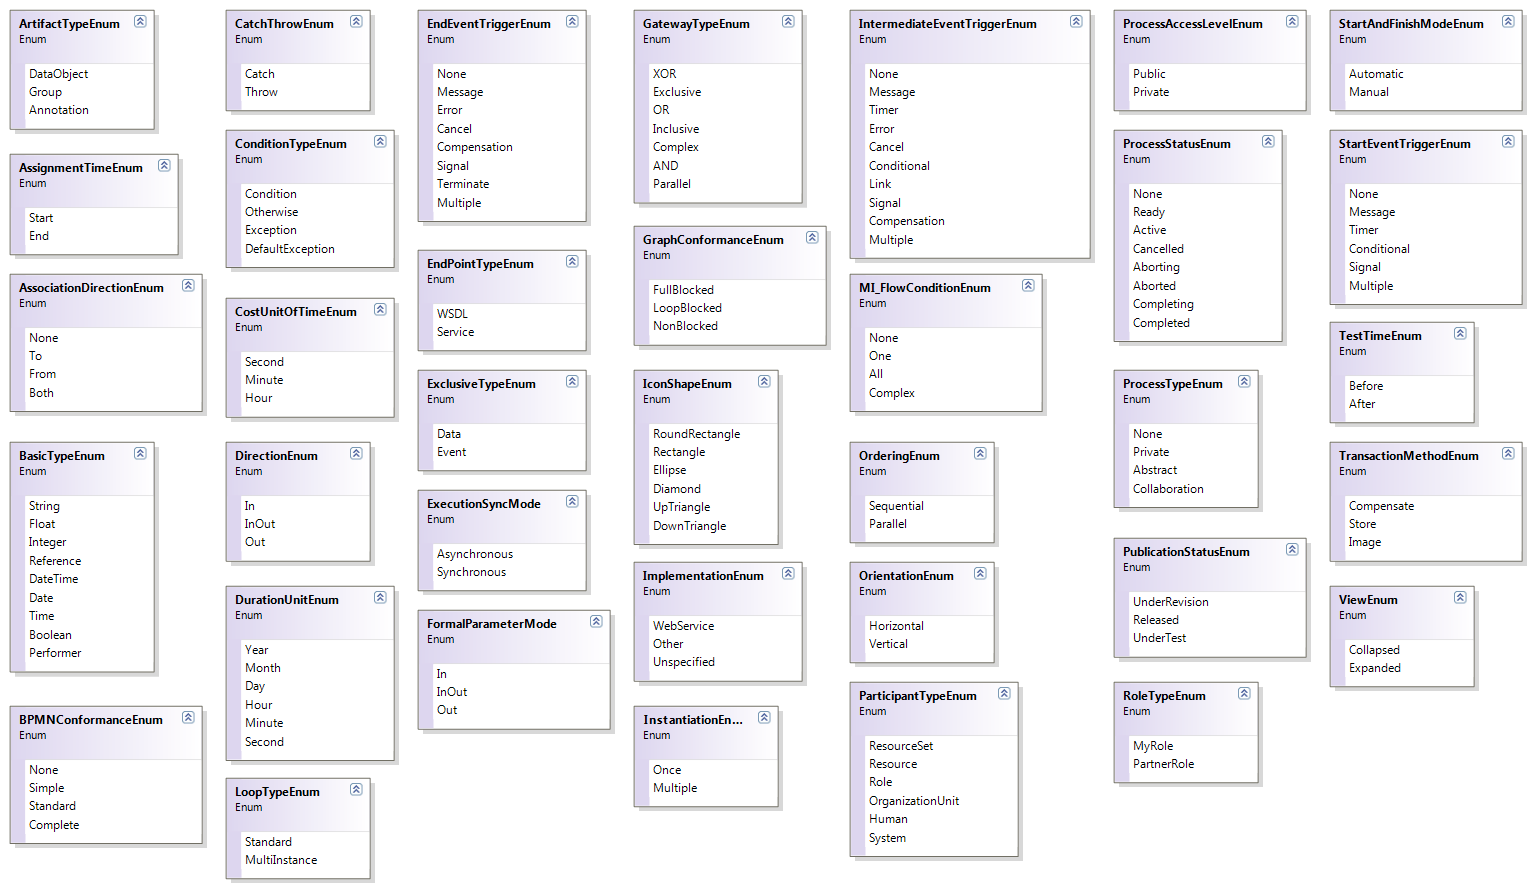 ArtifactTypeEnum
Enum
DataObject
Group
Annotation
AssignmentTimeEnum
Enum
Start
End
AssociationDirectionEnum
Enum
None
To
From
Both
BasicTypeEnum
Enum
String
Float
Integer
Reference
DateTime
Date
Time
Boolean
Performer
BPMNConformanceEnum
Enum
None
Simple
Standard
Complete
CatchThrowEnum
Enum
Catch
Throw
ConditionTypeEnum
Enum
Condition
Otherwise
Exception
DefaultException
CostUnitOfTimeEnum
Enum
Second
Minute
Hour
DirectionEnum
Enum
In
InOut
Out
DurationUnitEnum
Enum
Year
Month
Day
Hour
Minute
Second
LoopTypeEnum
Enum
Standard
MultiInstance
EndEventTriggerEnum
Enum
None
Message
Error
Cancel
Compensation
Signal
Terminate
Multiple
EndPointTypeEnum
Enum
WSDL
Service
ExclusiveTypeEnum
Enum
Data
Event
ExecutionSyncMode
Enum
Asynchronous
Synchronous
FormalParameterMode
Enum
In
InOut
Out
GatewayTypeEnum
Enum
XOR
Exclusive
OR
Inclusive
Complex
AND
Parallel
GraphConformanceEnum
Enum
FullBlocked
LoopBlocked
NonBlocked
IconShapeEnum
Enum
RoundRectangle
Rectangle
Ellipse
Diamond
UpTriangle
DownTriangle
ImplementationEnum
Enum
WebService
Other
Unspecified
InstantiationEn...
Enum
Once
Multiple
IntermediateEventTriggerEnum
Enum
None
Message
Timer
Error
Cancel
Conditional
Link
Signal
Compensation
Multiple
MI_FlowConditionEnum
Enum
None
One
All
Complex
OrderingEnum
Enum
Sequential
Parallel
OrientationEnum
Enum
Horizontal
Vertical
ParticipantTypeEnum
Enum
ResourceSet
Resource
Role
OrganizationUnit
Human
System
ProcessAccessLevelEnum
Enum
Public
Private
ProcessStatusEnum
Enum
None
Ready
Active
Cancelled
Aborting
Aborted
Completing
Completed
ProcessTypeEnum
Enum
None
Private
Abstract
Collaboration
PublicationStatusEnum
Enum
UnderRevision
Released
UnderTest
RoleTypeEnum
Enum
MyRole
PartnerRole
StartAndFinishModeEnum
Enum
Automatic
Manual
StartEventTriggerEnum
Enum
None
Message
Timer
Conditional
Signal
Multiple
TestTimeEnum
Enum
Before
After
TransactionMethodEnum
Enum
Compensate
Store
Image
ViewEnum
Enum
Collapsed
Expanded